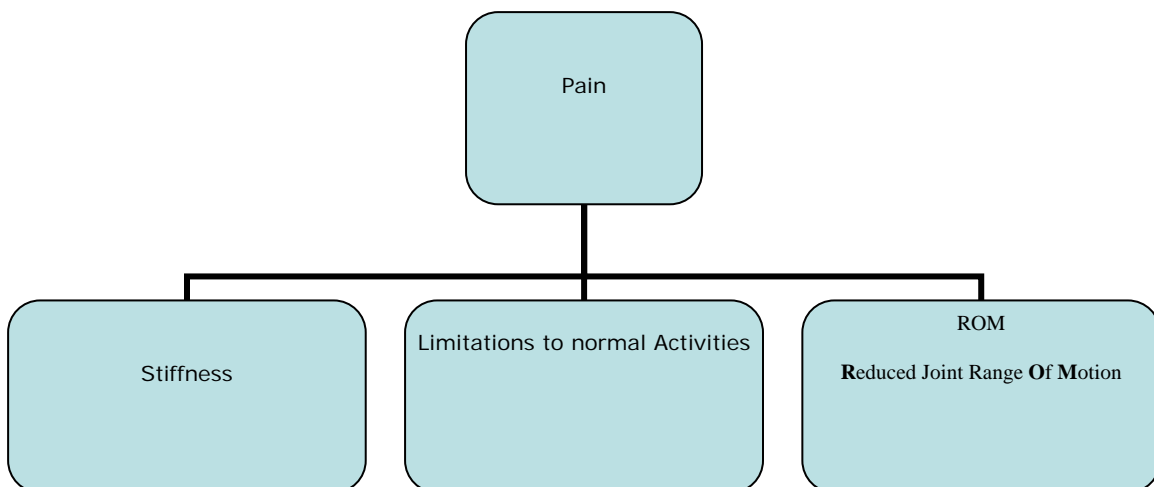 Pain
Stiffness
Limitations to normal Activities
ROM
Reduced Joint Range Of Motion